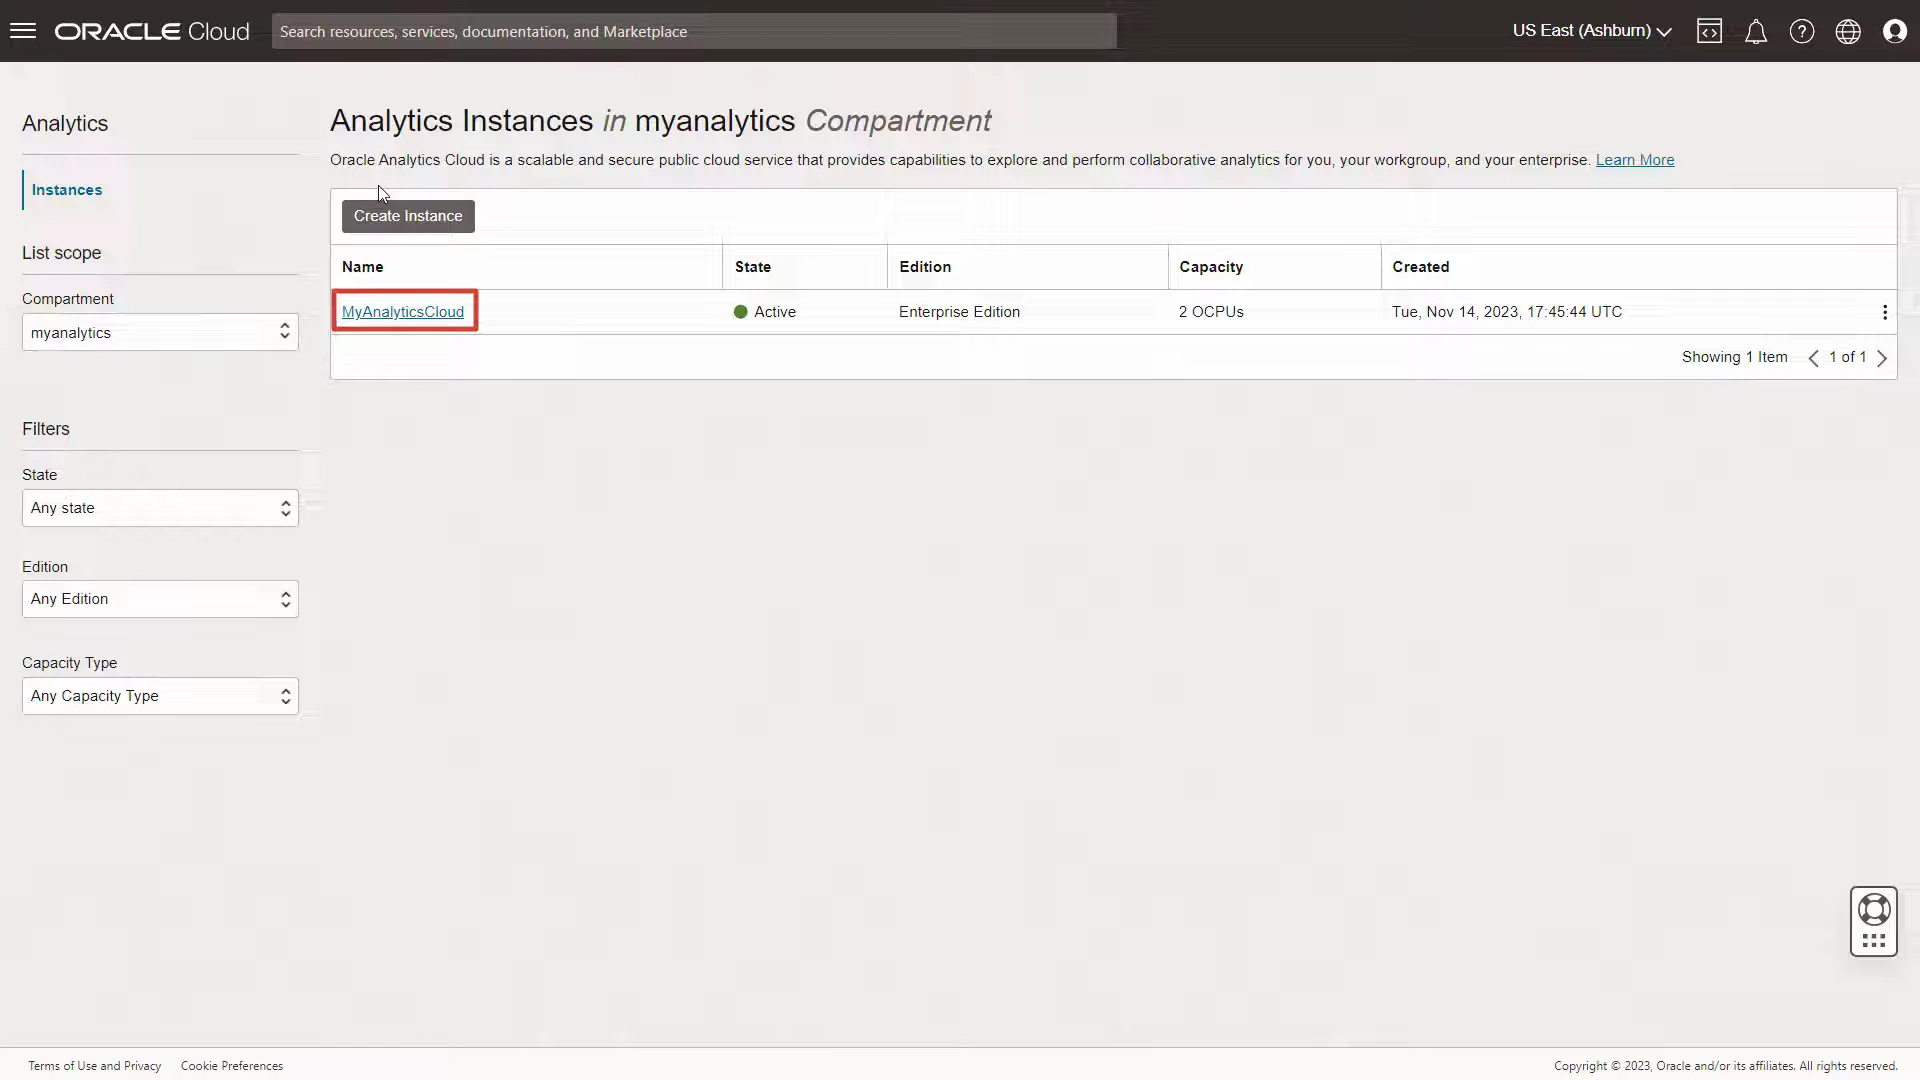 ORACLE Cloud
Search resources, services, documentation, and Marketplace
US East (Ashburn)
Analytics
Instances
List scope
Compartment
myanalytics
Filters
State
Any state
Edition
Any Edition
Capacity Type
Any Capacity Type
Analytics Instances in myanalytics Compartment
Oracle Analytics Cloud is a scalable and secure public cloud service that provides capabilities to explore and perform collaborative analytics for you, your workgroup, and your enterprise. Learn More
Create Instance
Name State Edition Capacity Created
MyAnalyticsCloud Active Enterprise Edition 2 OCPUs Tue, Nov 14, 2023, 17:45:44 UTC
Showing 1 Item 1 of 1
Terms of Use and Privacy Cookie Preferences
Copyright © 2023, Oracle and/or its affiliates. All rights reserved.